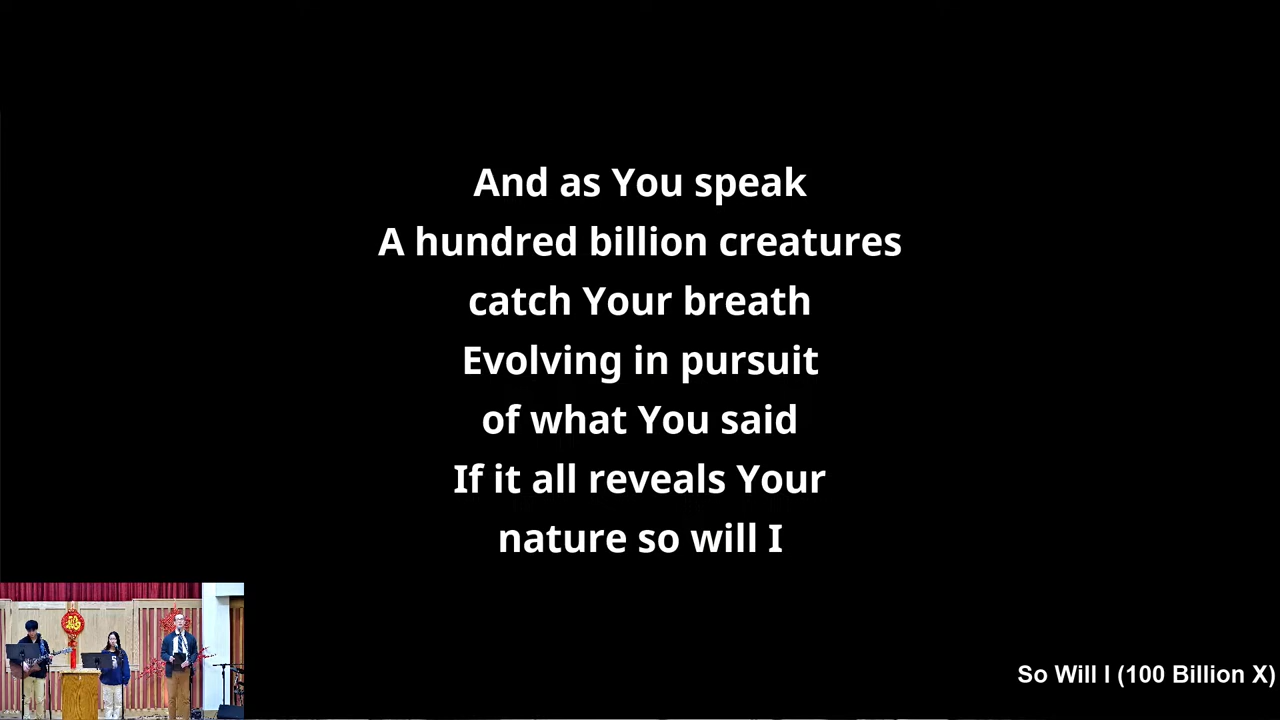 And as You speak
A hundred billion creatures
catch Your breath
Evolving in pursuit
of what You said
If it all reveals Your
nature so will I
So Will I (100 Billion X)